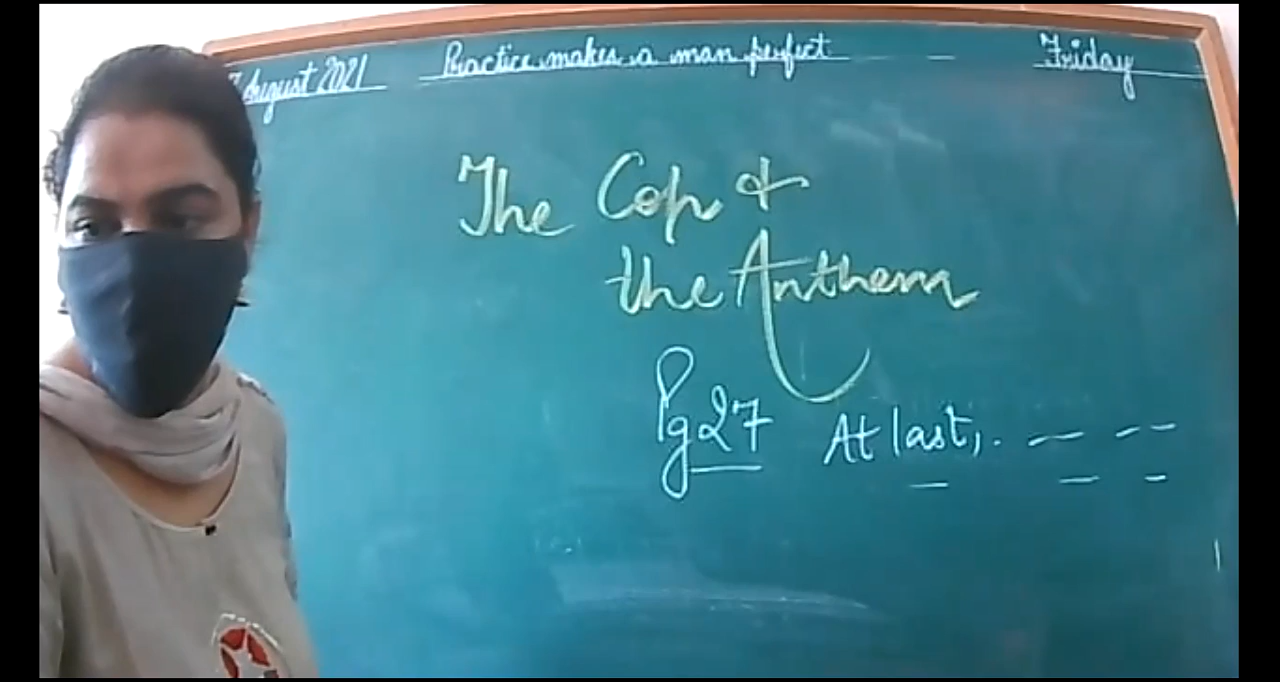 August 2021 Practice makes a man perfect Friday
The Cop &
the Anthem
Pg 27 At last,. — — —